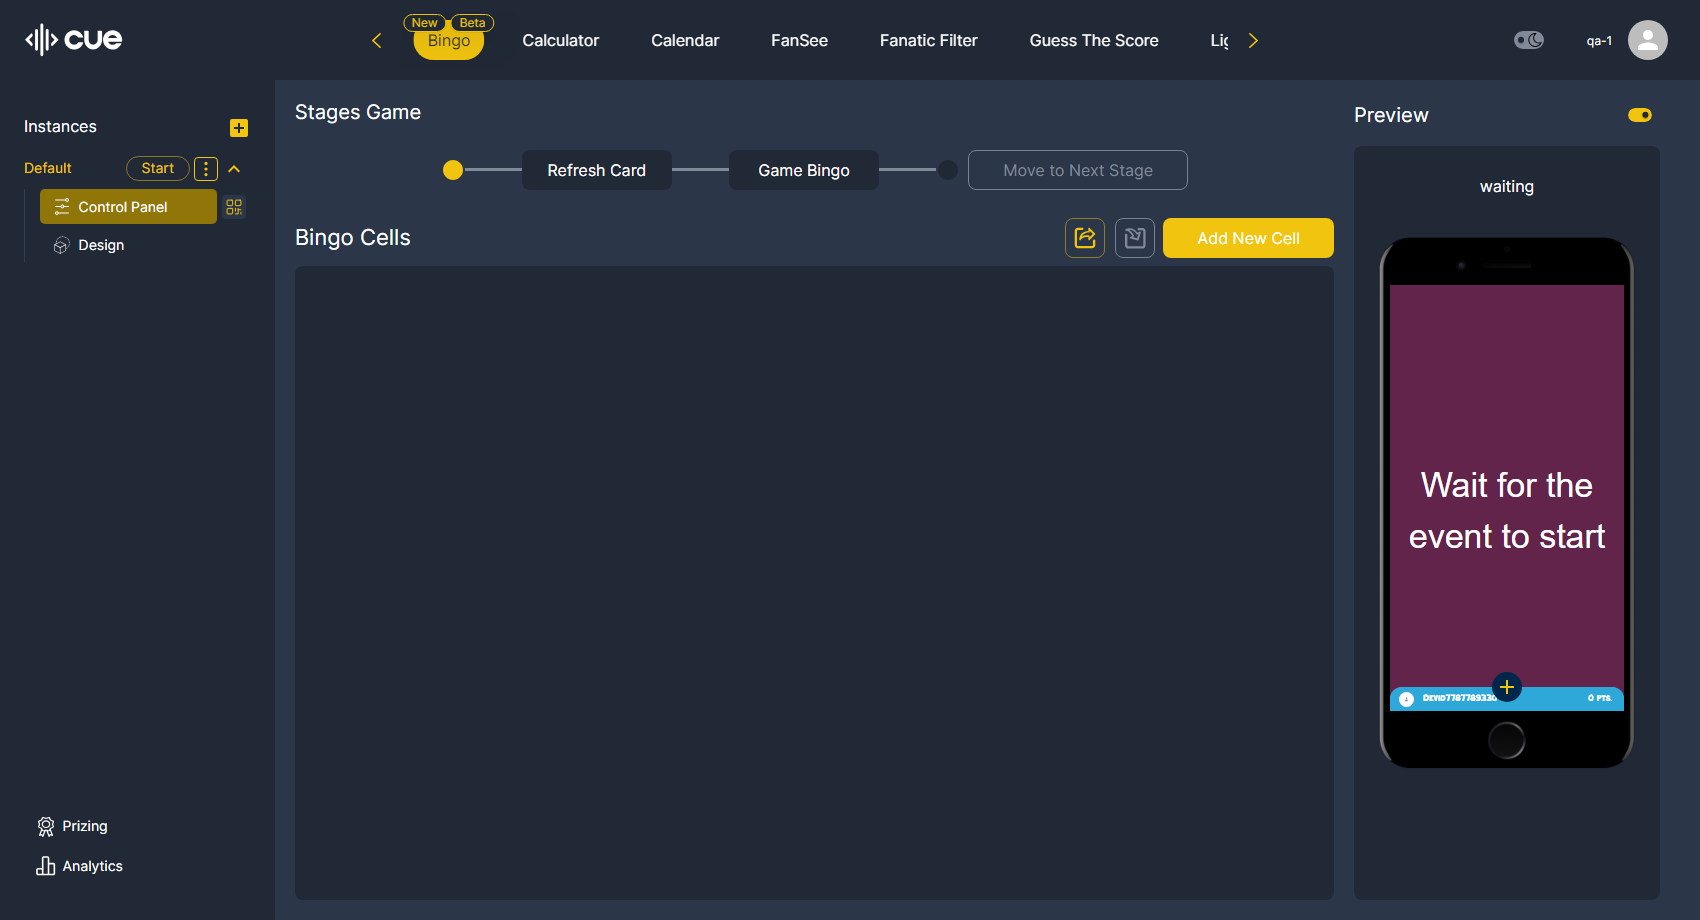 cue
New Beta
Bingo
Calculator
Calendar
FanSee
Fanatic Filter
Guess The Score
qa-1
Instances
Default
Start
Control Panel
Design
Prizing
Analytics
Stages Game
Refresh Card
Game Bingo
Move to Next Stage
Bingo Cells
Add New Cell
Preview
waiting
Wait for the
event to start
0 PTS.